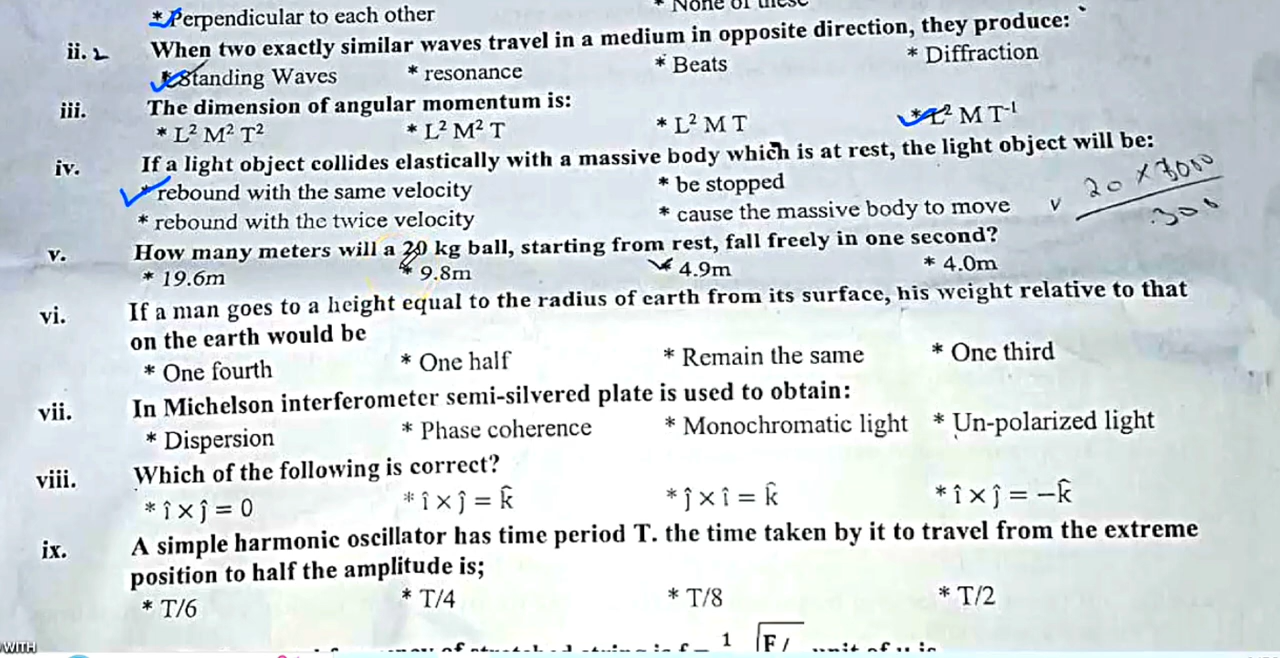 * Perpendicular to each other * None of these
ii. When two exactly similar waves travel in a medium in opposite direction, they produce:
* Standing Waves * resonance * Beats * Diffraction
iii. The dimension of angular momentum is:
* L² M² T² * L² M² T * L² M T * L² M T⁻¹
iv. If a light object collides elastically with a massive body which is at rest, the light object will be:
* rebound with the same velocity * be stopped
* rebound with the twice velocity * cause the massive body to move
v. How many meters will a 20 kg ball, starting from rest, fall freely in one second?
* 19.6m * 9.8m * 4.9m * 4.0m
vi. If a man goes to a height equal to the radius of earth from its surface, his weight relative to that
on the earth would be
* One fourth * One half * Remain the same * One third
vii. In Michelson interferometer semi-silvered plate is used to obtain:
* Dispersion * Phase coherence * Monochromatic light * Un-polarized light
viii. Which of the following is correct?
* î × ĵ = 0 * î × ĵ = k̂ * ĵ × î = k̂ * î × ĵ = −k̂
ix. A simple harmonic oscillator has time period T. the time taken by it to travel from the extreme
position to half the amplitude is;
* T/6 * T/4 * T/8 * T/2
WITH